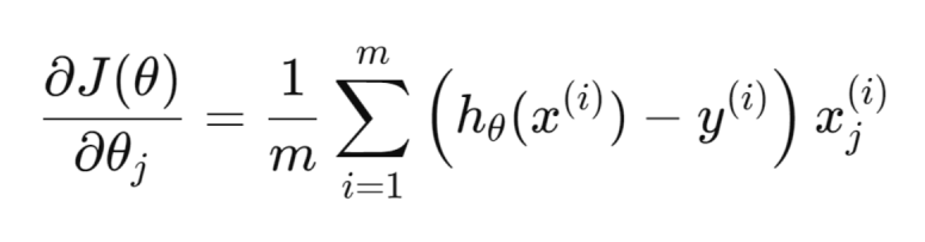 ∂J(θ)/∂θ_j = 1/m ∑_{i=1}^{m} (h_θ(x^{(i)}) − y^{(i)}) x_j^{(i)}